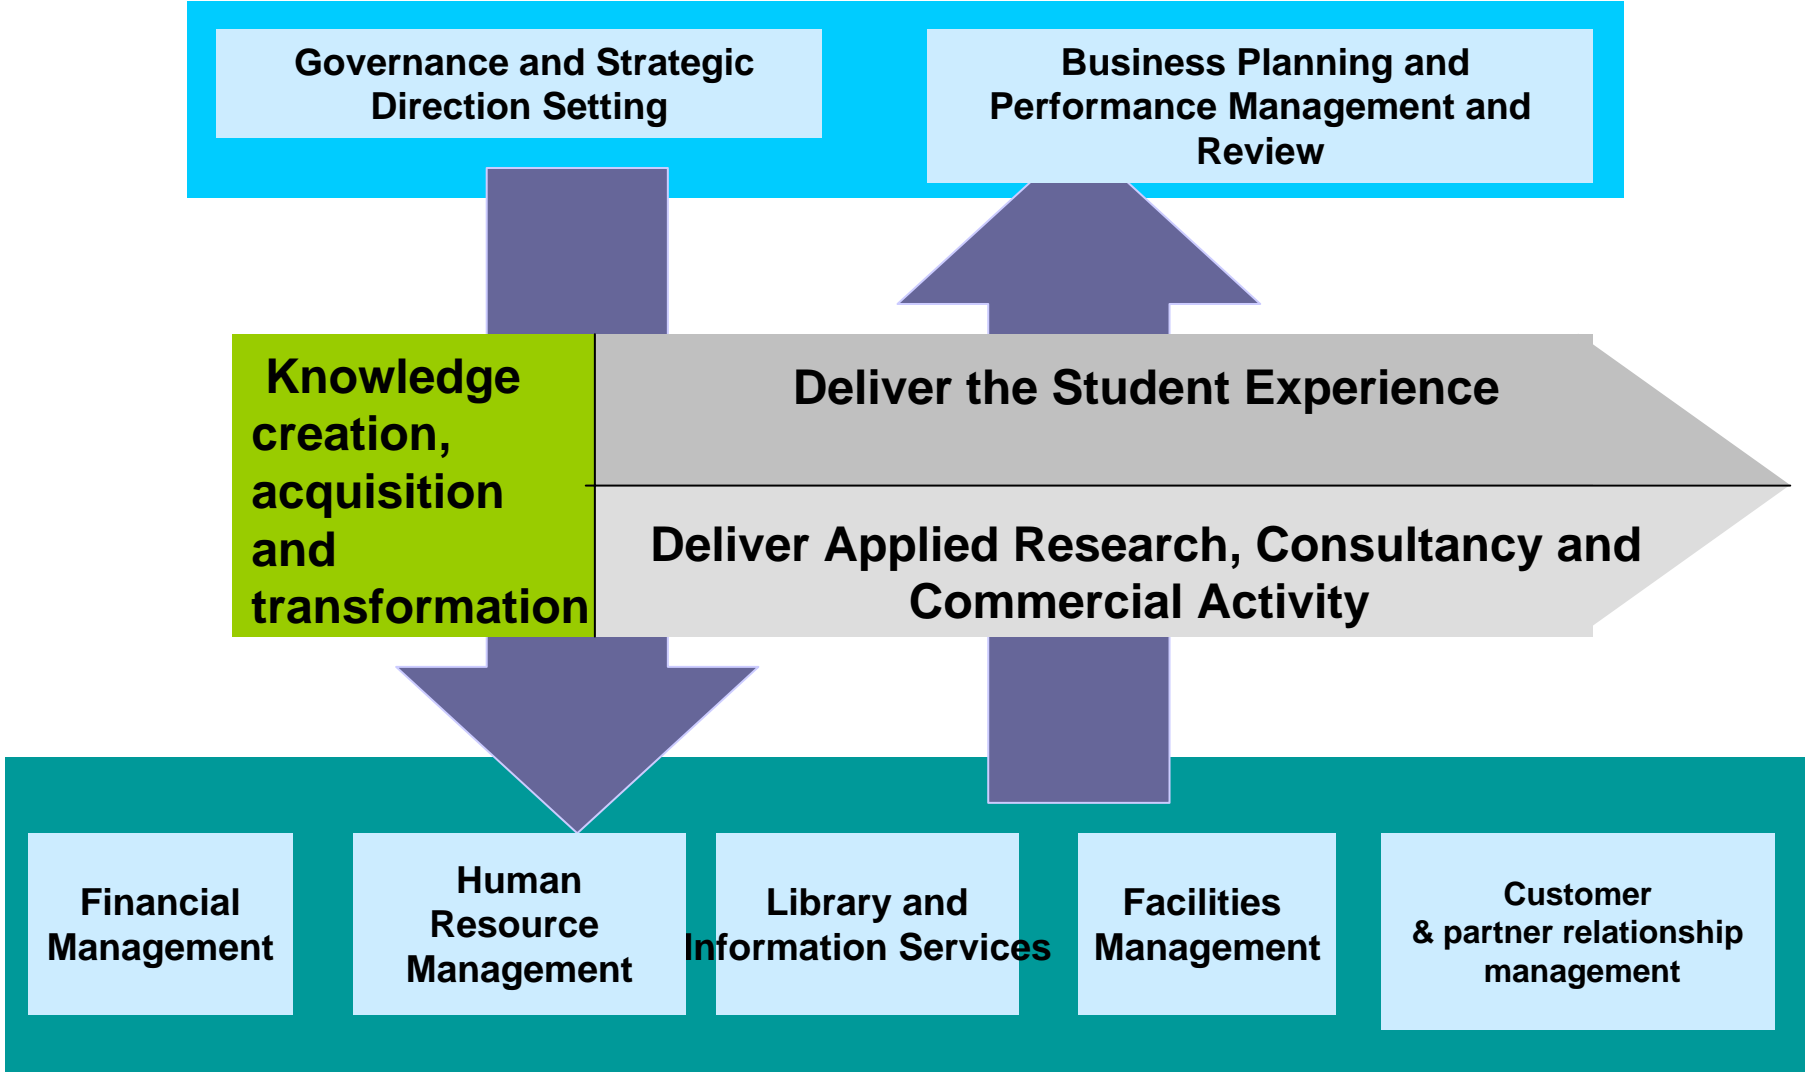 Governance and Strategic
Direction Setting
Business Planning and
Performance Management and
Review
Knowledge
creation,
acquisition
and
transformation
Deliver the Student Experience
Deliver Applied Research, Consultancy and
Commercial Activity
Financial
Management
Human
Resource
Management
Library and
Information Services
Facilities
Management
Customer
& partner relationship
management